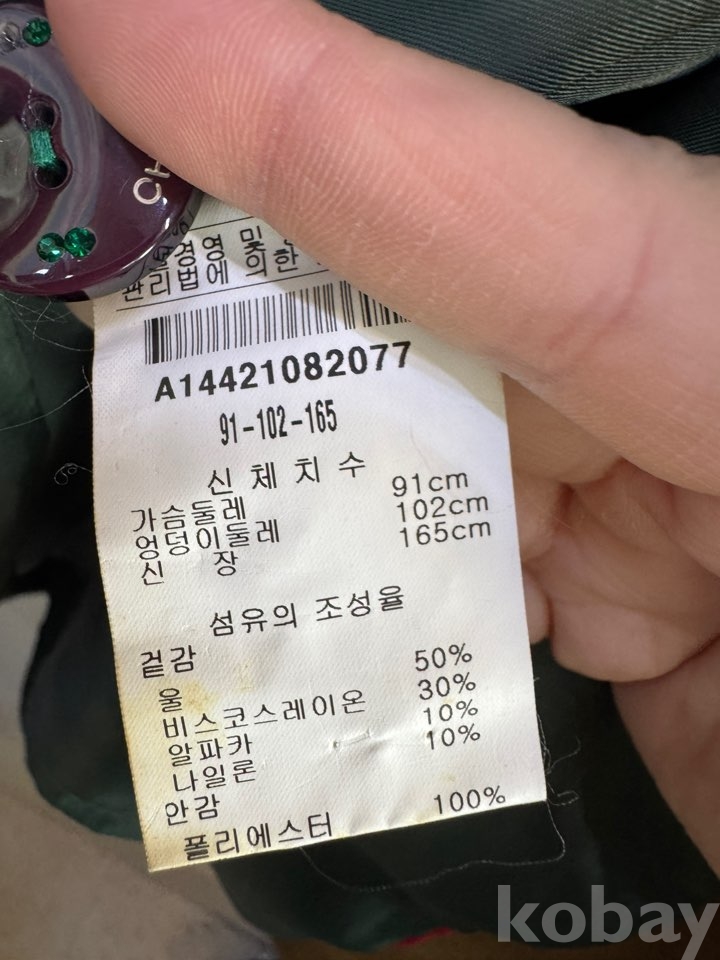 CH
경영 및
관리법에 의한
A14421082077
91-102-165
신체치수
가슴둘레 91cm
엉덩이둘레 102cm
신 장 165cm
섬유의 조성율
겉감
울 50%
비스코스레이온 30%
알파카 10%
나일론 10%
안감
폴리에스터 100%
kobay